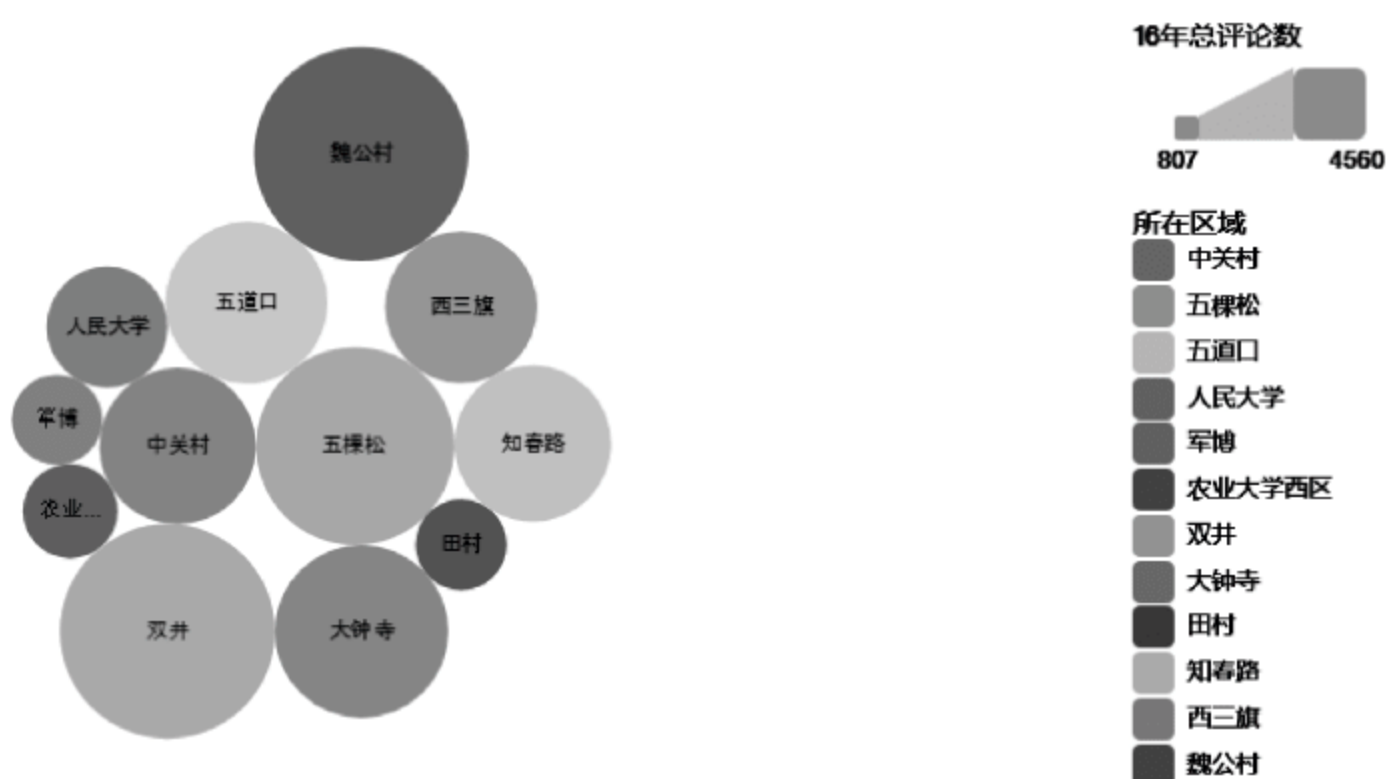 魏公村
五道口
西三旗
人民大学
军博
中关村
五棵松
知春路
农业...
田村
双井
大钟寺
16年总评论数
807
4560
所在区域
中关村
五棵松
五道口
人民大学
军博
农业大学西区
双井
大钟寺
田村
知春路
西三旗
魏公村